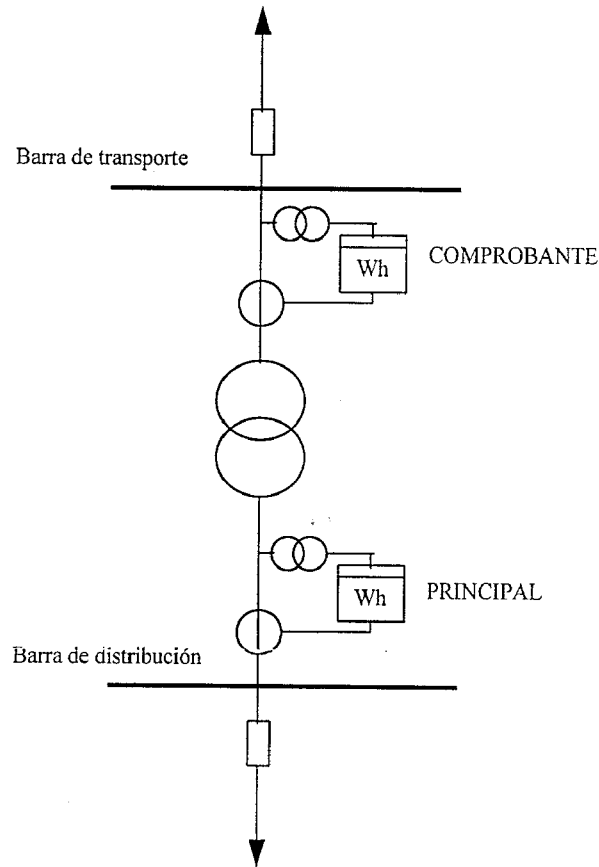 Barra de transporte
Wh
COMPROBANTE
Wh
PRINCIPAL
Barra de distribución